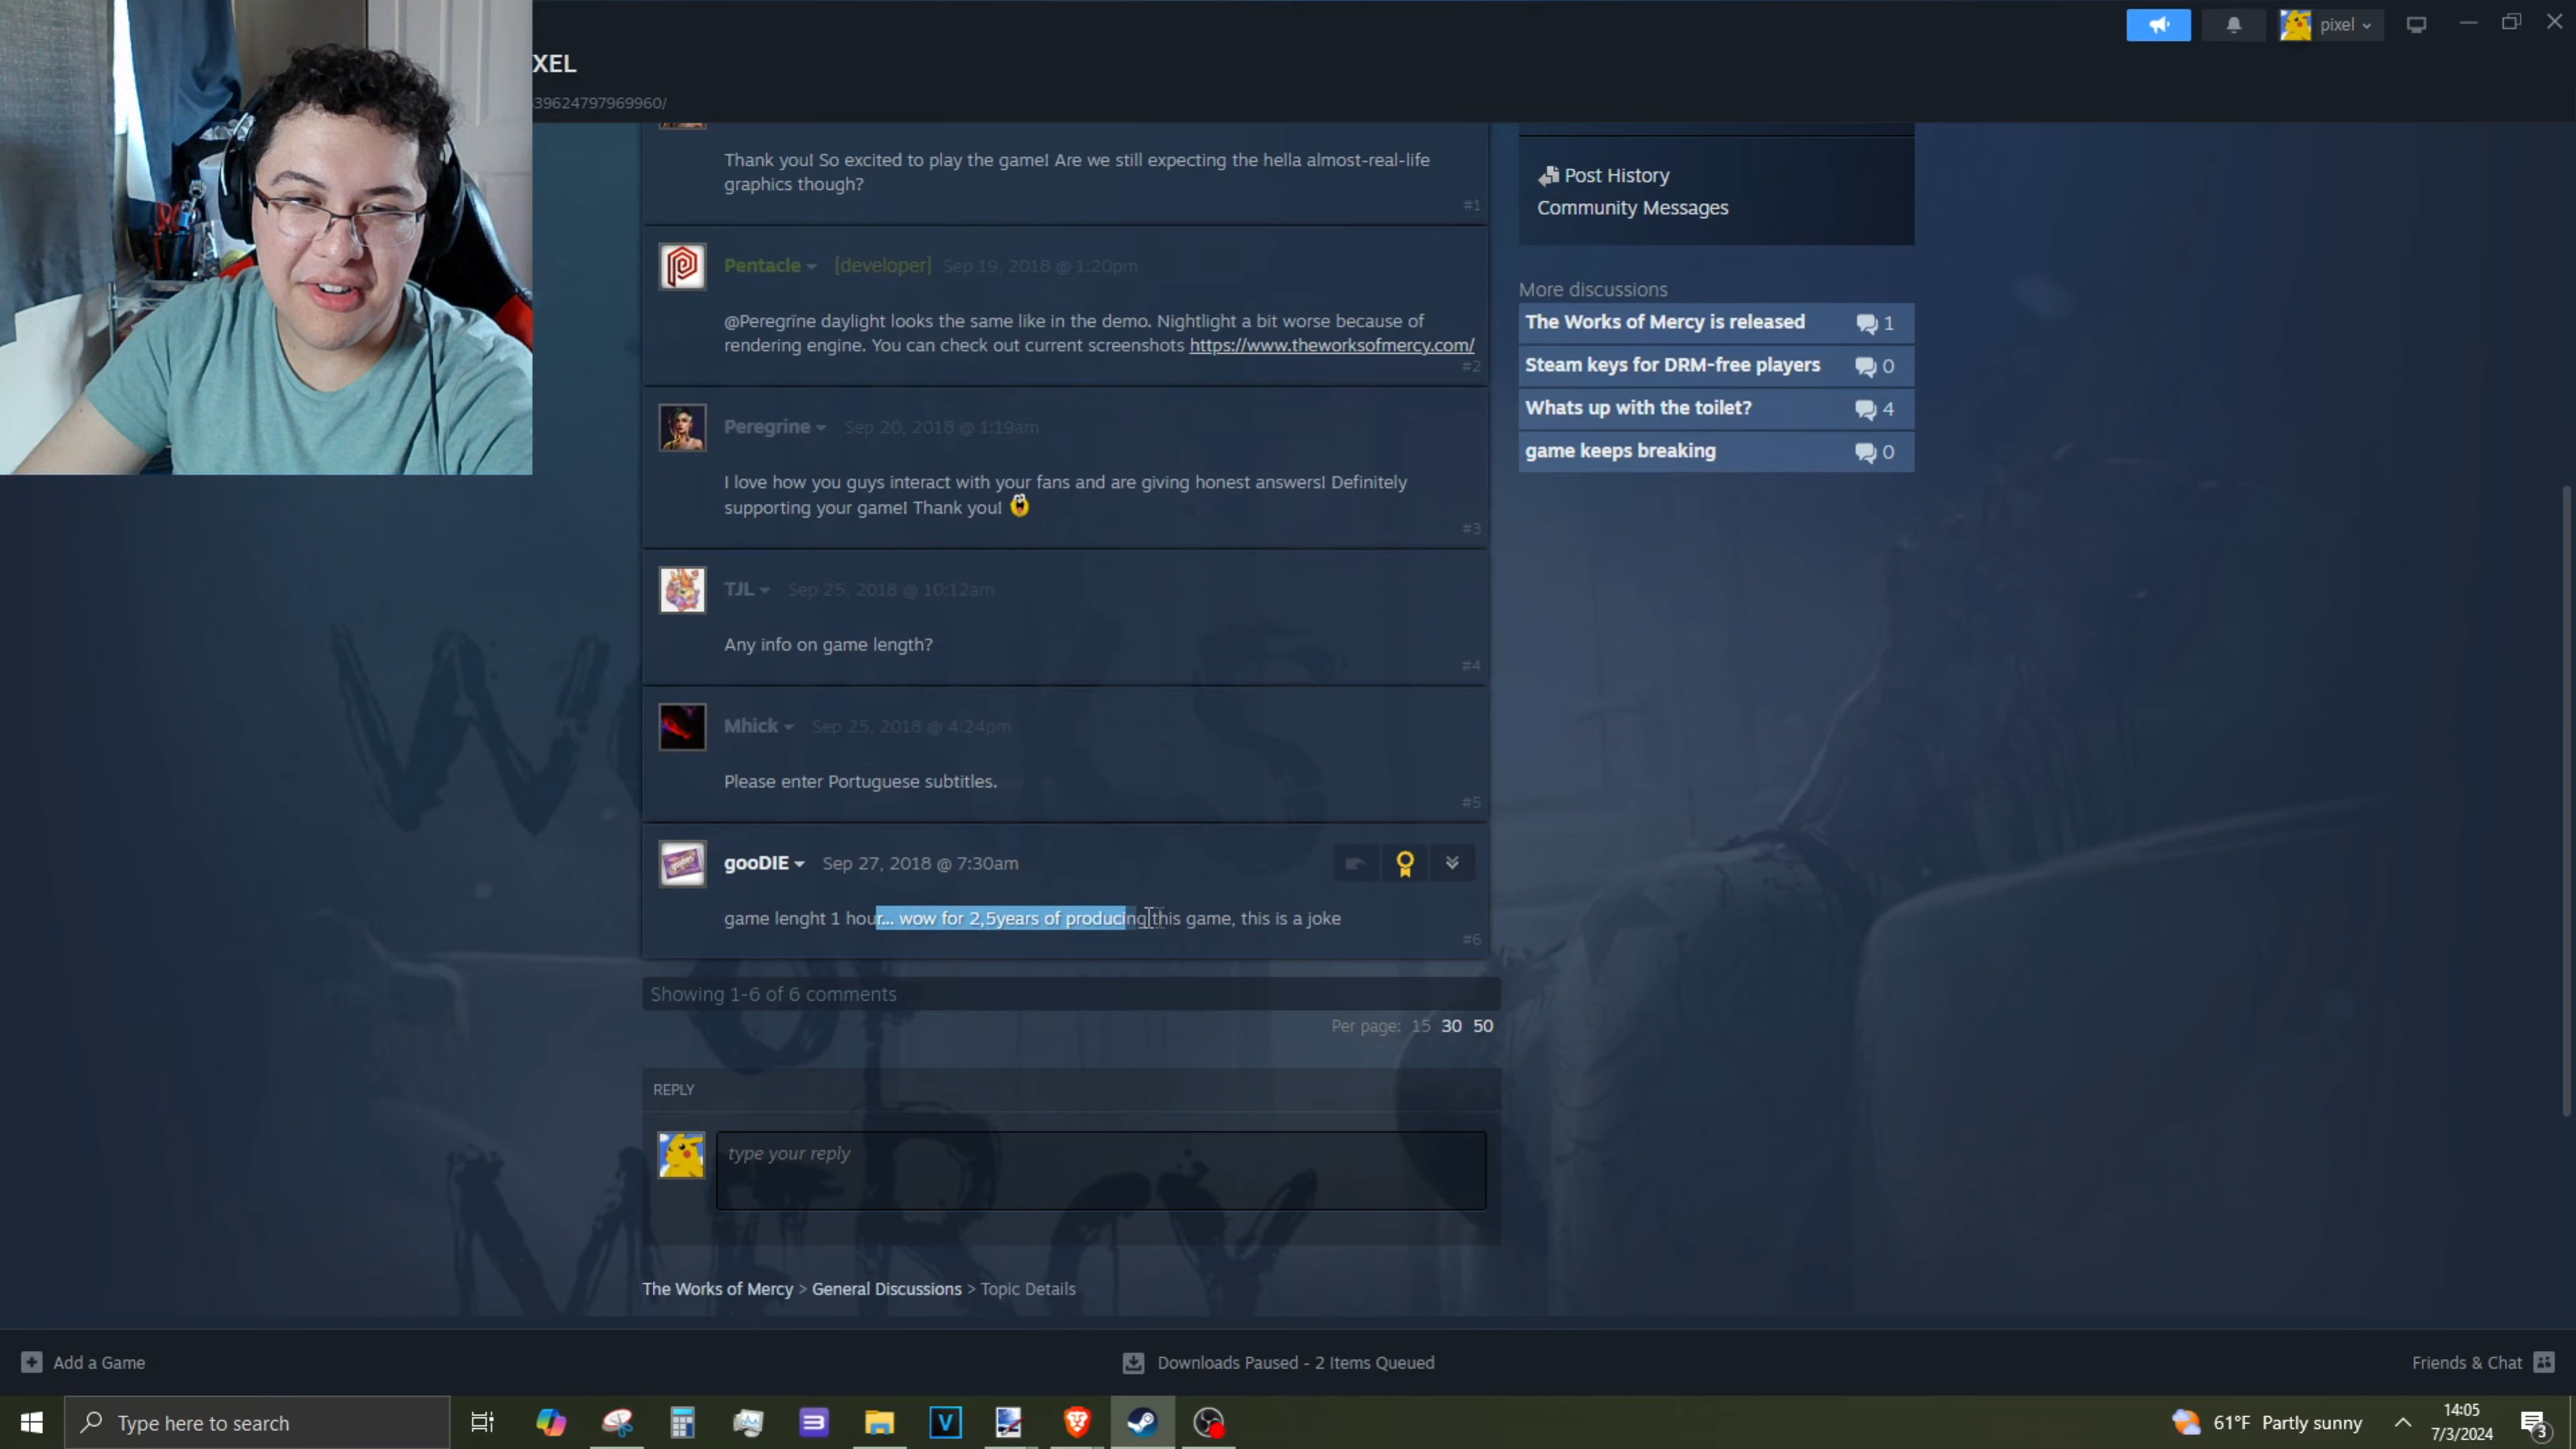 XEL
39624797969960/
pixel
Thank you! So excited to play the game! Are we still expecting the hella almost-real-life
graphics though?
#1
Pentacle [developer] Sep 19, 2018 @ 1:20pm
@Peregrïne daylight looks the same like in the demo. Nightlight a bit worse because of
rendering engine. You can check out current screenshots https://www.theworksofmercy.com/
#2
Peregrine Sep 20, 2018 @ 1:19am
I love how you guys interact with your fans and are giving honest answers! Definitely
supporting your game! Thank you!
#3
TJL Sep 25, 2018 @ 10:12am
Any info on game length?
#4
Mhick Sep 25, 2018 @ 4:24pm
Please enter Portuguese subtitles.
#5
gooDIE Sep 27, 2018 @ 7:30am
game lenght 1 hour... wow for 2,5years of producing this game, this is a joke
#6
Showing 1-6 of 6 comments
Per page: 15 30 50
REPLY
type your reply
The Works of Mercy > General Discussions > Topic Details
Post History
Community Messages
More discussions
The Works of Mercy is released 1
Steam keys for DRM-free players 0
Whats up with the toilet? 4
game keeps breaking 0
WORKS
OF
MERCY
Add a Game
Downloads Paused - 2 Items Queued
Friends & Chat
Type here to search
3
V
61°F Partly sunny
14:05
7/3/2024
3